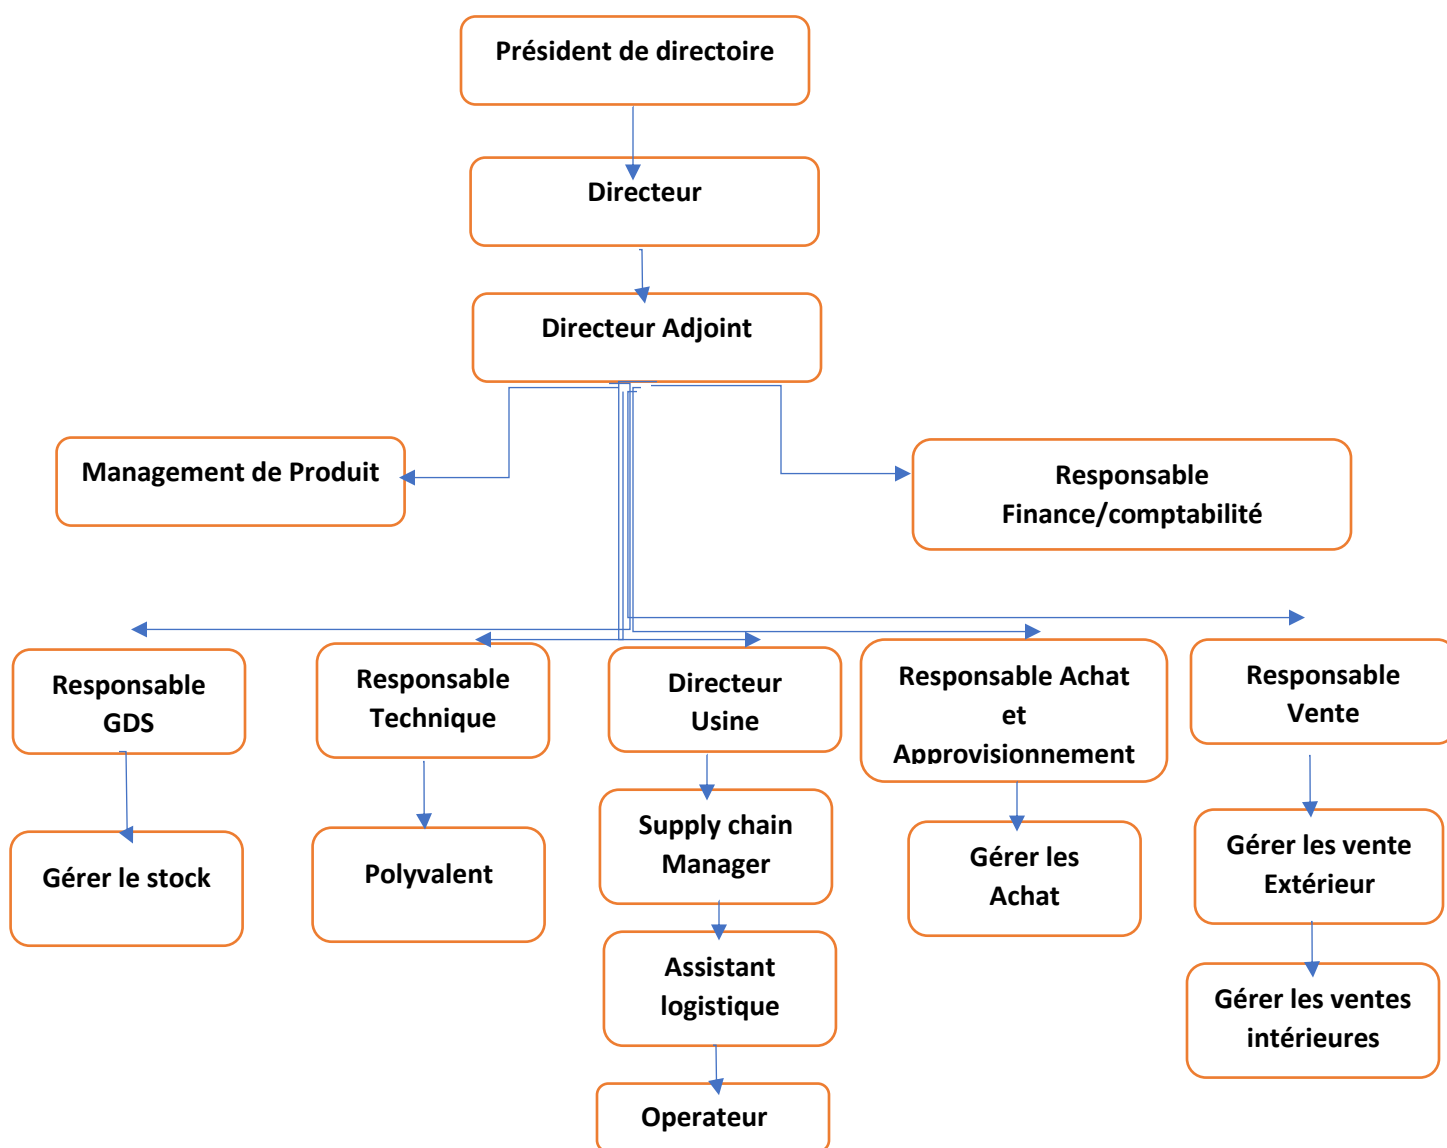 Président de directoire
Directeur
Directeur Adjoint
Management de Produit
Responsable
Finance/comptabilité
Responsable
GDS
Responsable
Technique
Directeur
Usine
Responsable Achat
et
Approvisionnement
Responsable
Vente
Gérer le stock
Polyvalent
Supply chain
Manager
Gérer les
Achat
Gérer les vente
Extérieur
Assistant
logistique
Gérer les ventes
intérieures
Operateur